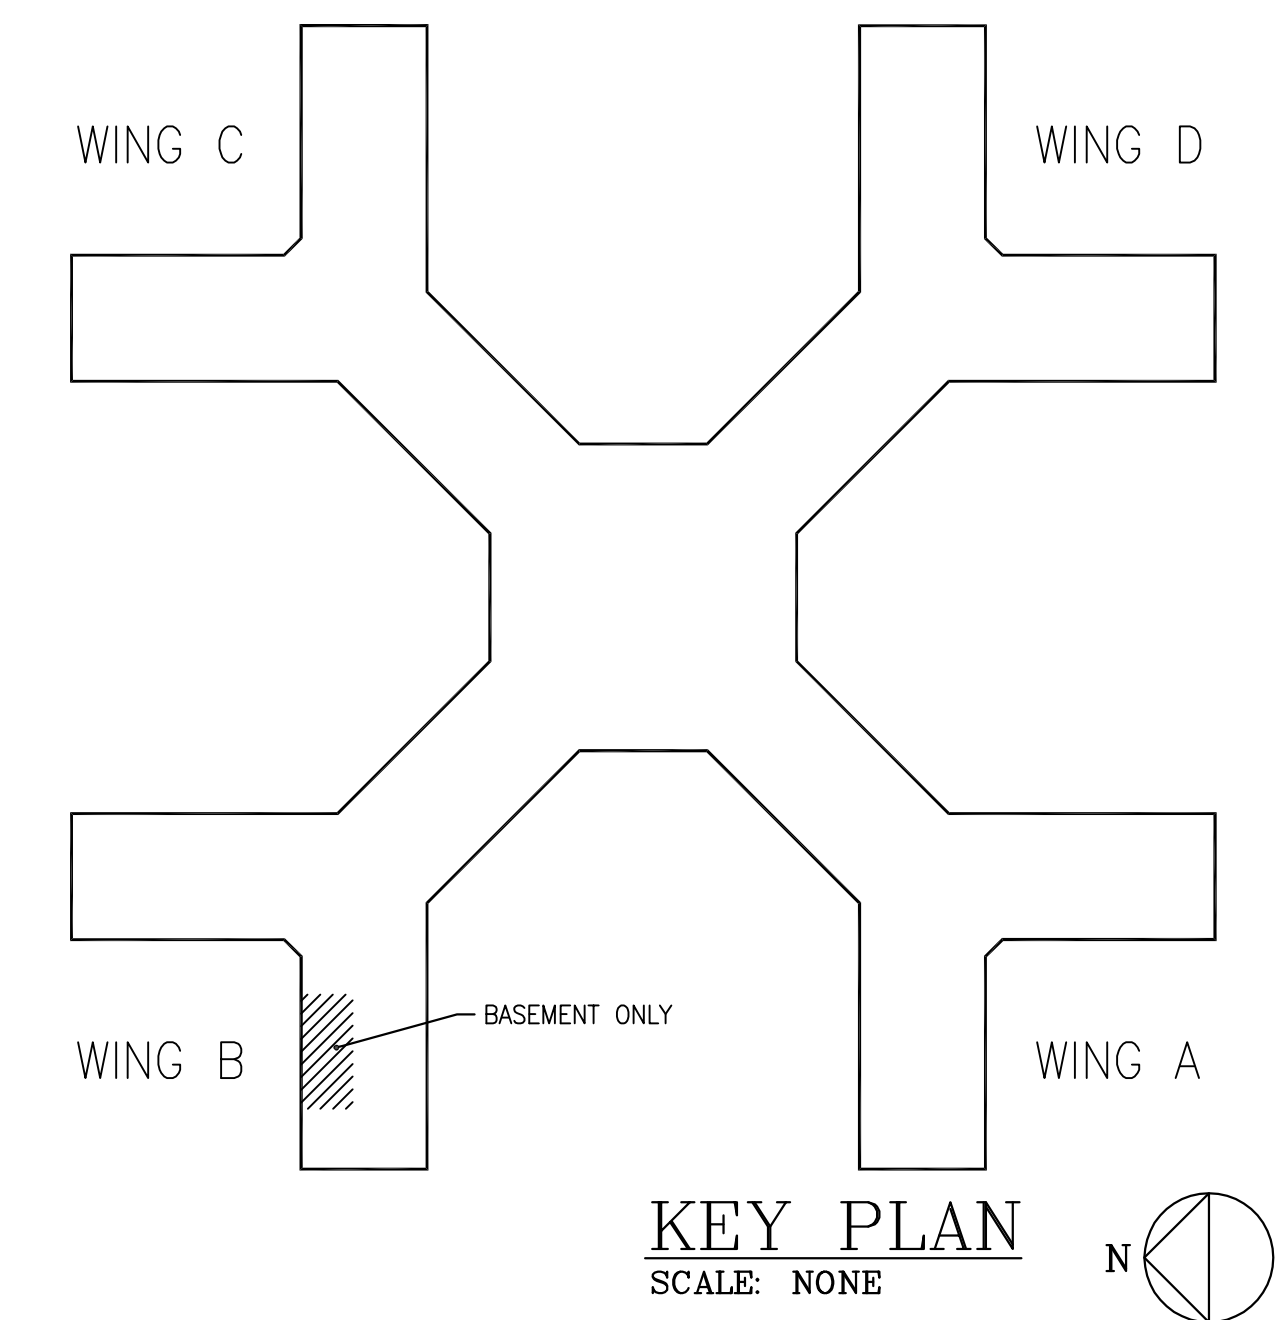 WING C
WING D
BASEMENT ONLY
WING B
WING A
KEY PLAN
SCALE: NONE
N